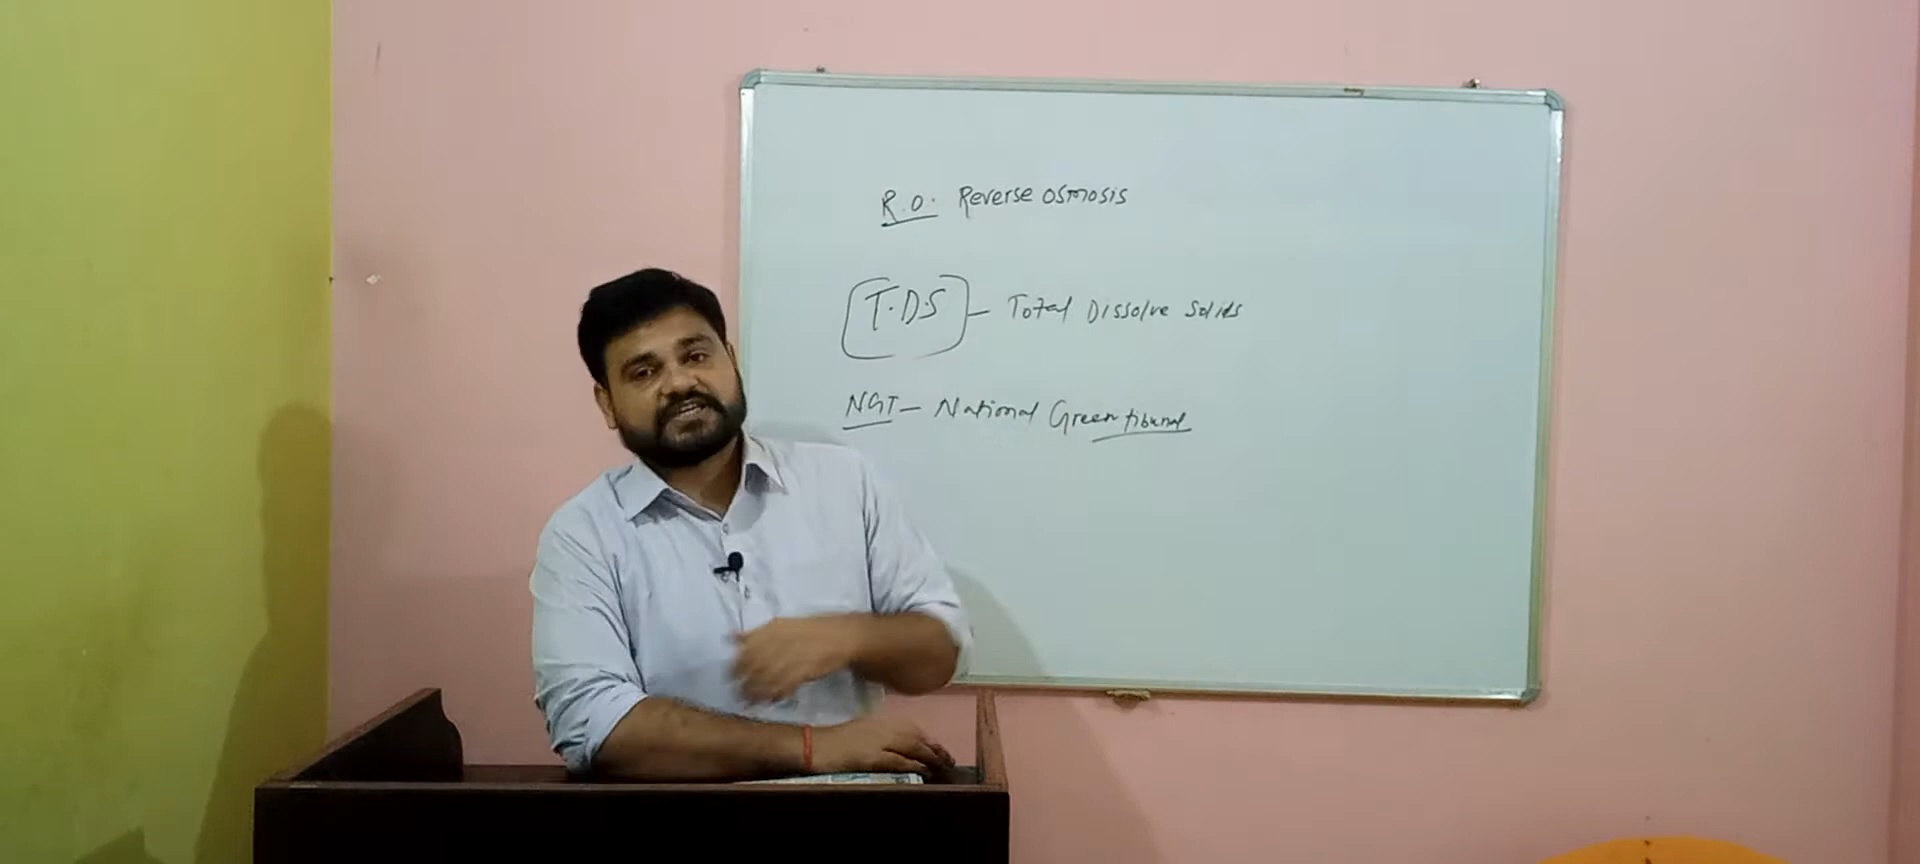 R.O. Reverse osmosis
T.D.S - Total Dissolve Solids
NGT - National Green tibunal